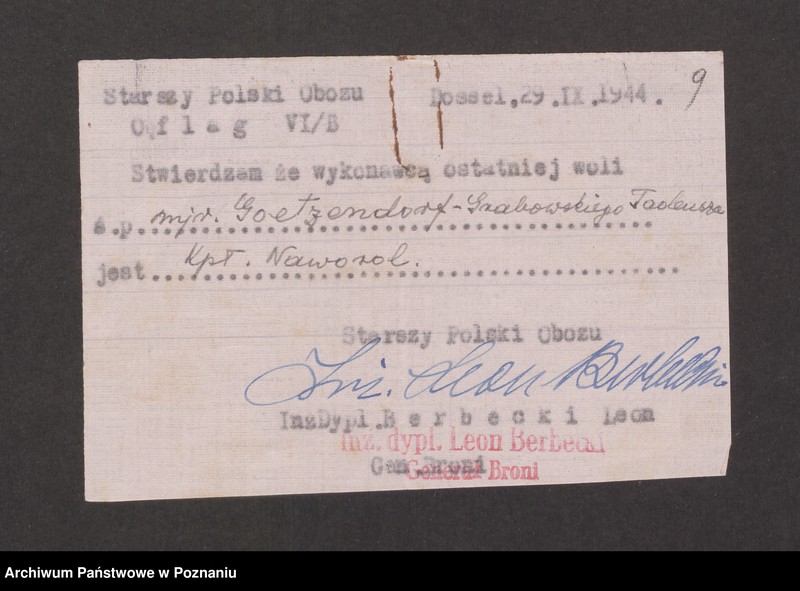 Starszy Polski Obozu Dossel, 29.IX.1944. 9
Oflag VI/B
Stwierdzam że wykonawcą ostatniej woli
ś.p. mjr. Goetzendorf-Grabowskiego Tadeusza
jest Kpt. Naworol.
Starszy Polski Obozu
Inż. Leon Berbecki
InżDypl.Berbecki Leon
Inż. dypl. Leon Berbecki
Gen.Broni
Generał Broni
Archiwum Państwowe w Poznaniu